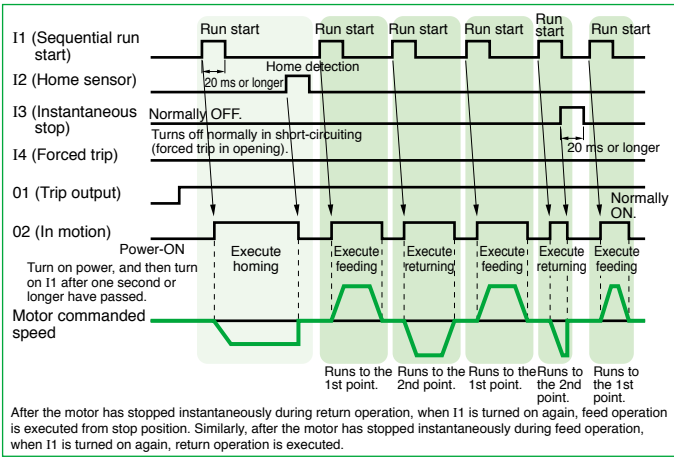 Run start
Run start
Run start
Run start
Run
start
Run start
I1 (Sequential run
start)
Home detection
20 ms or longer
I2 (Home sensor)
I3 (Instantaneous
stop)
Normally OFF.
Turns off normally in short-circuiting
(forced trip in opening).
20 ms or longer
I4 (Forced trip)
01 (Trip output)
Normally
ON.
02 (In motion)
Power-ON
Turn on power, and then turn
on I1 after one second or
longer have passed.
Execute
homing
Execute
feeding
Execute
returning
Execute
feeding
Execute
returning
Execute
feeding
Motor commanded
speed
Runs to the
1st point.
Runs to the
2nd point.
Runs to the
1st point.
Runs to
the 2nd
point.
Runs to
the 1st
point.
After the motor has stopped instantaneously during return operation, when I1 is turned on again, feed operation
is executed from stop position. Similarly, after the motor has stopped instantaneously during feed operation,
when I1 is turned on again, return operation is executed.